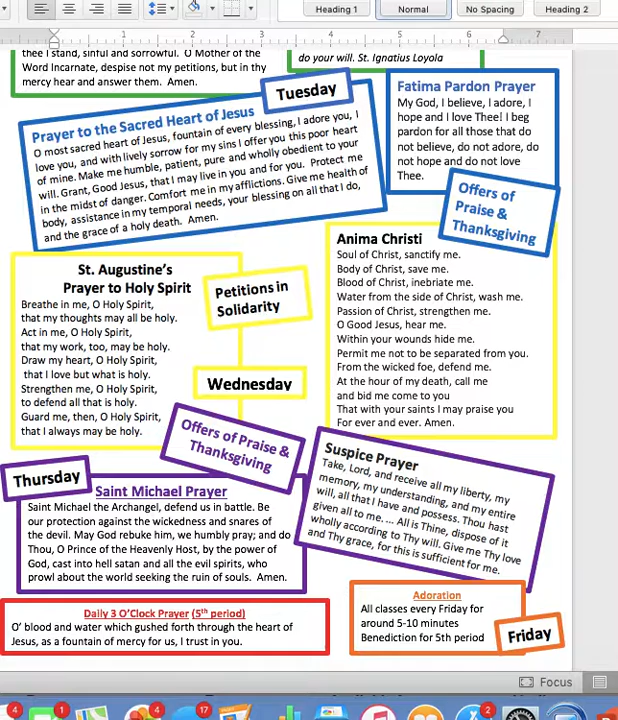 Heading 1 Normal No Spacing Heading 2
6 7
thee I stand, sinful and sorrowful. O Mother of the
Word Incarnate, despise not my petitions, but in thy
mercy hear and answer them. Amen.
do your will. St. Ignatius Loyola
Tuesday
Prayer to the Sacred Heart of Jesus
O most sacred heart of Jesus, fountain of every blessing, I adore you, I
love you, and with lively sorrow for my sins I offer you this poor heart
of mine. Make me humble, patient, pure and wholly obedient to your
will. Grant, Good Jesus, that I may live in you and for you. Protect me
in the midst of danger. Comfort me in my afflictions. Give me health of
body, assistance in my temporal needs, your blessing on all that I do,
and the grace of a holy death. Amen.
Fatima Pardon Prayer
My God, I believe, I adore, I
hope and I love Thee! I beg
pardon for all those that do
not believe, do not adore, do
not hope and do not love
Thee.
Offers of
Praise &
Thanksgiving
St. Augustine's
Prayer to Holy Spirit
Breathe in me, O Holy Spirit,
that my thoughts may all be holy.
Act in me, O Holy Spirit,
that my work, too, may be holy.
Draw my heart, O Holy Spirit,
that I love but what is holy.
Strengthen me, O Holy Spirit,
to defend all that is holy.
Guard me, then, O Holy Spirit,
that I always may be holy.
Petitions in
Solidarity
Wednesday
Anima Christi
Soul of Christ, sanctify me.
Body of Christ, save me.
Blood of Christ, inebriate me.
Water from the side of Christ, wash me.
Passion of Christ, strengthen me.
O Good Jesus, hear me.
Within your wounds hide me.
Permit me not to be separated from you.
From the wicked foe, defend me.
At the hour of my death, call me
and bid me come to you
That with your saints I may praise you
For ever and ever. Amen.
Offers of Praise &
Thanksgiving
Thursday
Saint Michael Prayer
Saint Michael the Archangel, defend us in battle. Be
our protection against the wickedness and snares of
the devil. May God rebuke him, we humbly pray; and do
Thou, O Prince of the Heavenly Host, by the power of
God, cast into hell satan and all the evil spirits, who
prowl about the world seeking the ruin of souls. Amen.
Suspice Prayer
Take, Lord, and receive all my liberty, my
memory, my understanding, and my entire
will, all that I have and possess. Thou hast
given all to me. ... All is Thine, dispose of it
wholly according to Thy will. Give me Thy love
and Thy grace, for this is sufficient for me.
Daily 3 O'Clock Prayer (5th period)
O' blood and water which gushed forth through the heart of
Jesus, as a fountain of mercy for us, I trust in you.
Adoration
All classes every Friday for
around 5-10 minutes
Benediction for 5th period
Friday
Focus
4 1 4 17 2